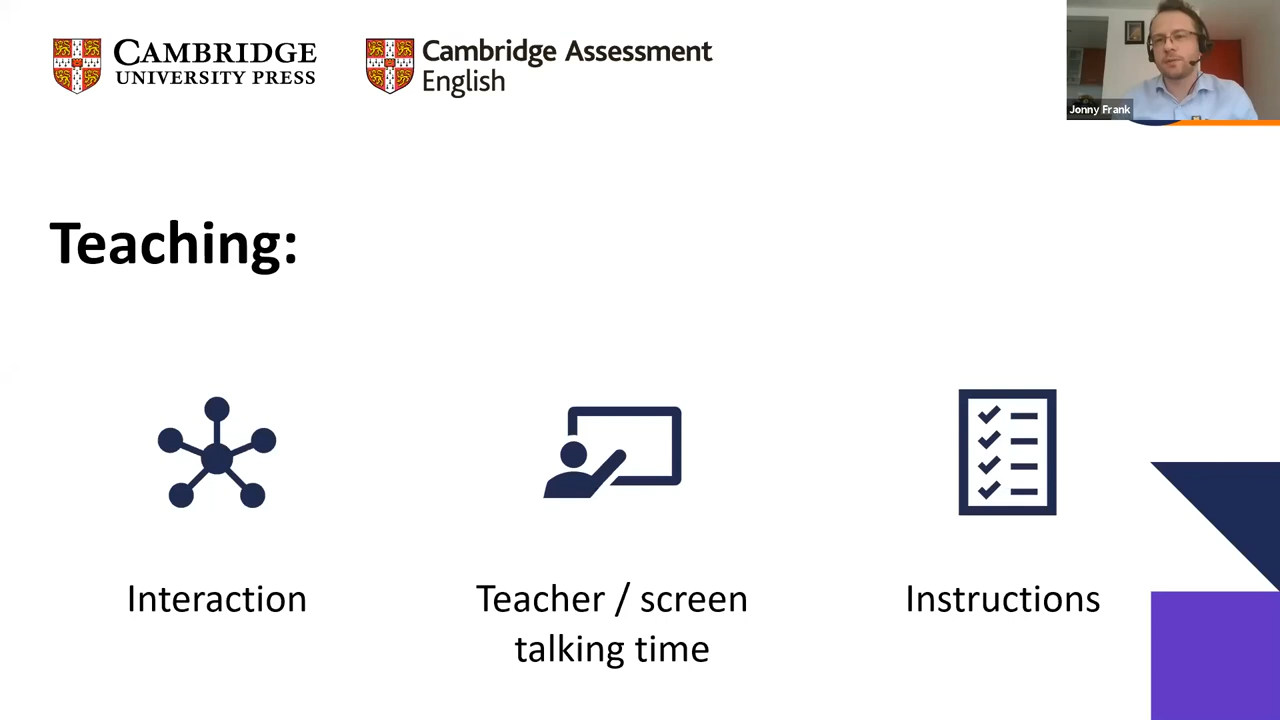 CAMBRIDGE
UNIVERSITY PRESS
Cambridge Assessment
English
Jonny Frank
Teaching:
Interaction
Teacher / screen
talking time
Instructions